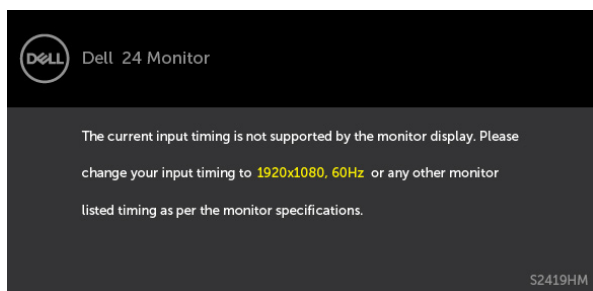 DELL Dell 24 Monitor
The current input timing is not supported by the monitor display. Please
change your input timing to 1920x1080, 60Hz or any other monitor
listed timing as per the monitor specifications.
S2419HM